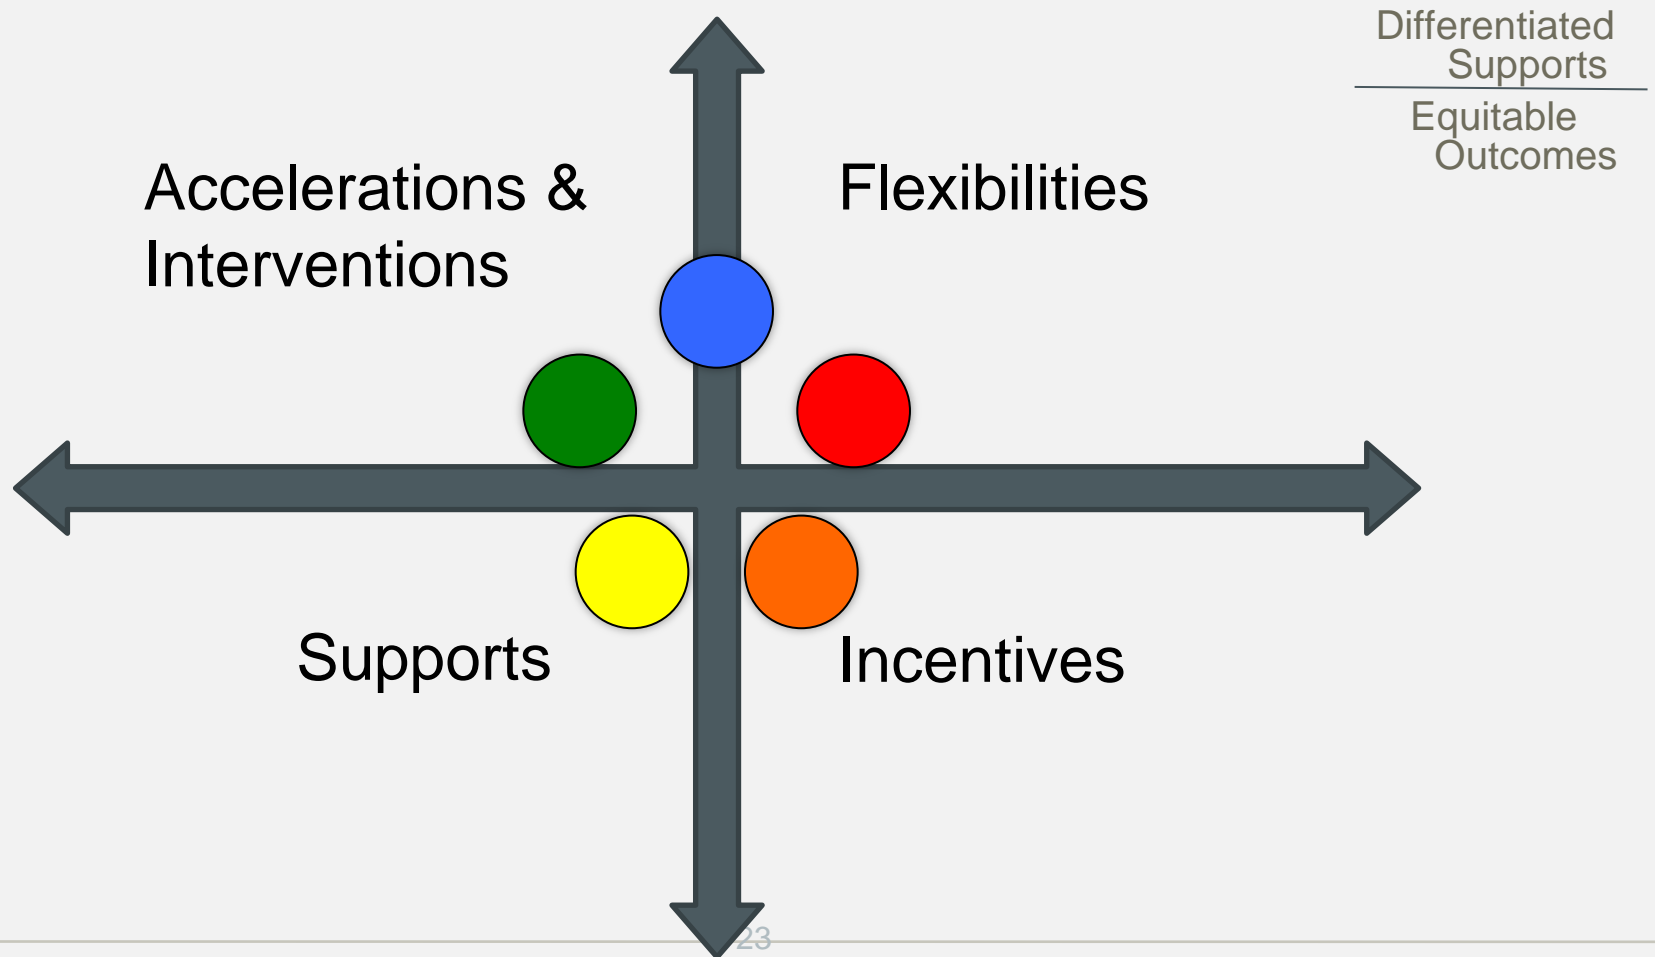 Differentiated
Supports
Equitable
Outcomes
Accelerations &
Interventions
Flexibilities
Supports
Incentives
23